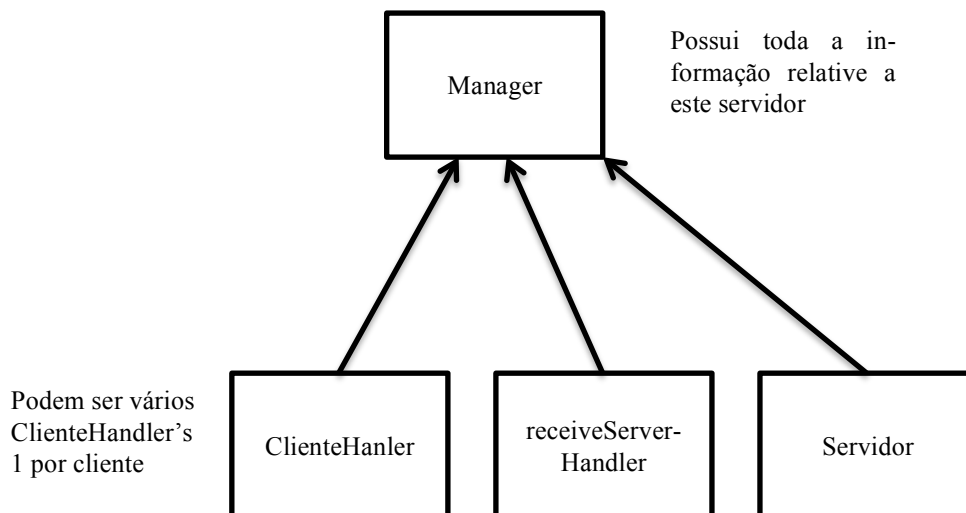 Manager
Possui toda a in-
formação relative a
este servidor
Podem ser vários
ClienteHandler’s
1 por cliente
ClienteHanler
receiveServer-
Handler
Servidor